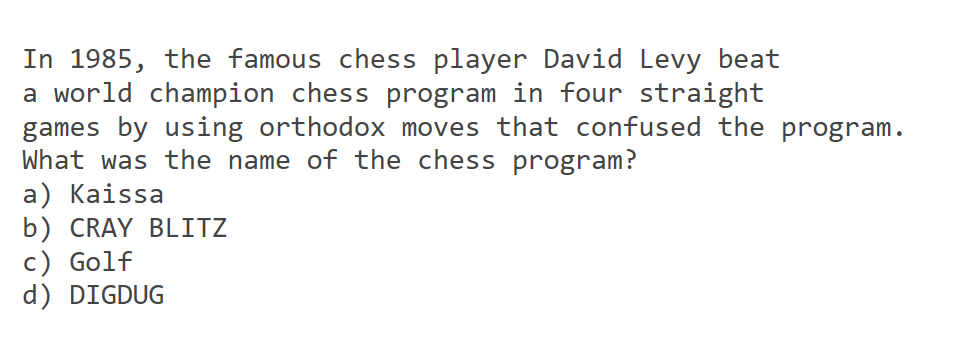 In 1985, the famous chess player David Levy beat
a world champion chess program in four straight
games by using orthodox moves that confused the program.
What was the name of the chess program?
a) Kaissa
b) CRAY BLITZ
c) Golf
d) DIGDUG